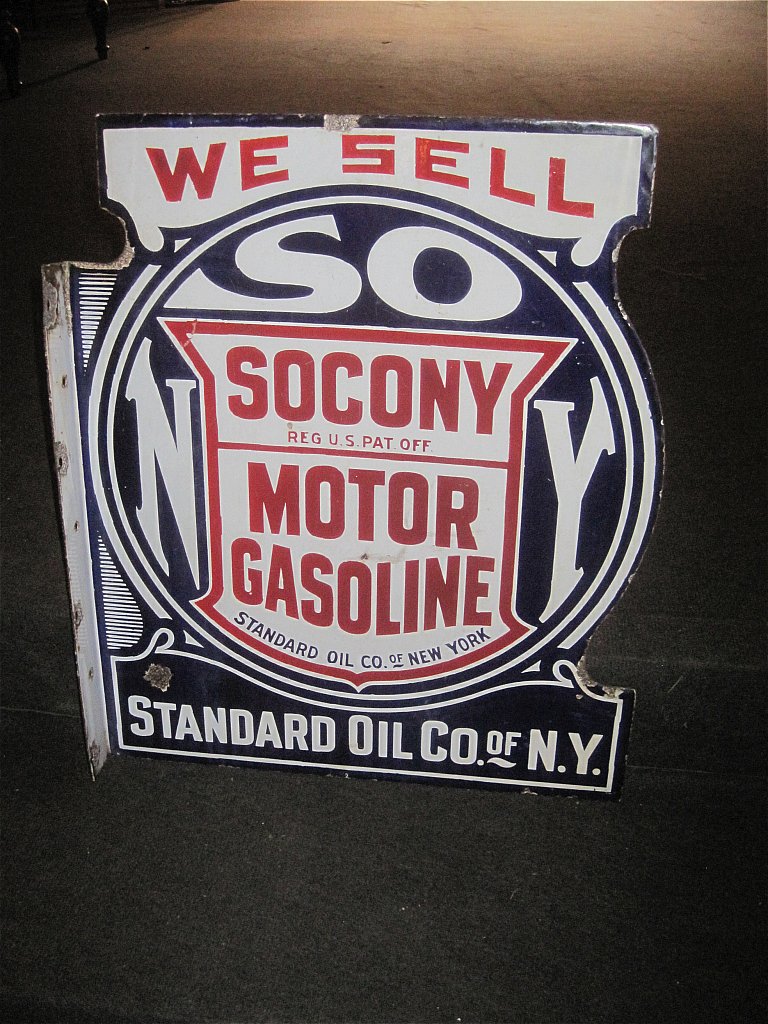 WE SELL
SO
N Y
SOCONY
REG U.S. PAT. OFF.
MOTOR
GASOLINE
STANDARD OIL CO. OF NEW YORK
STANDARD OIL CO. OF N.Y.